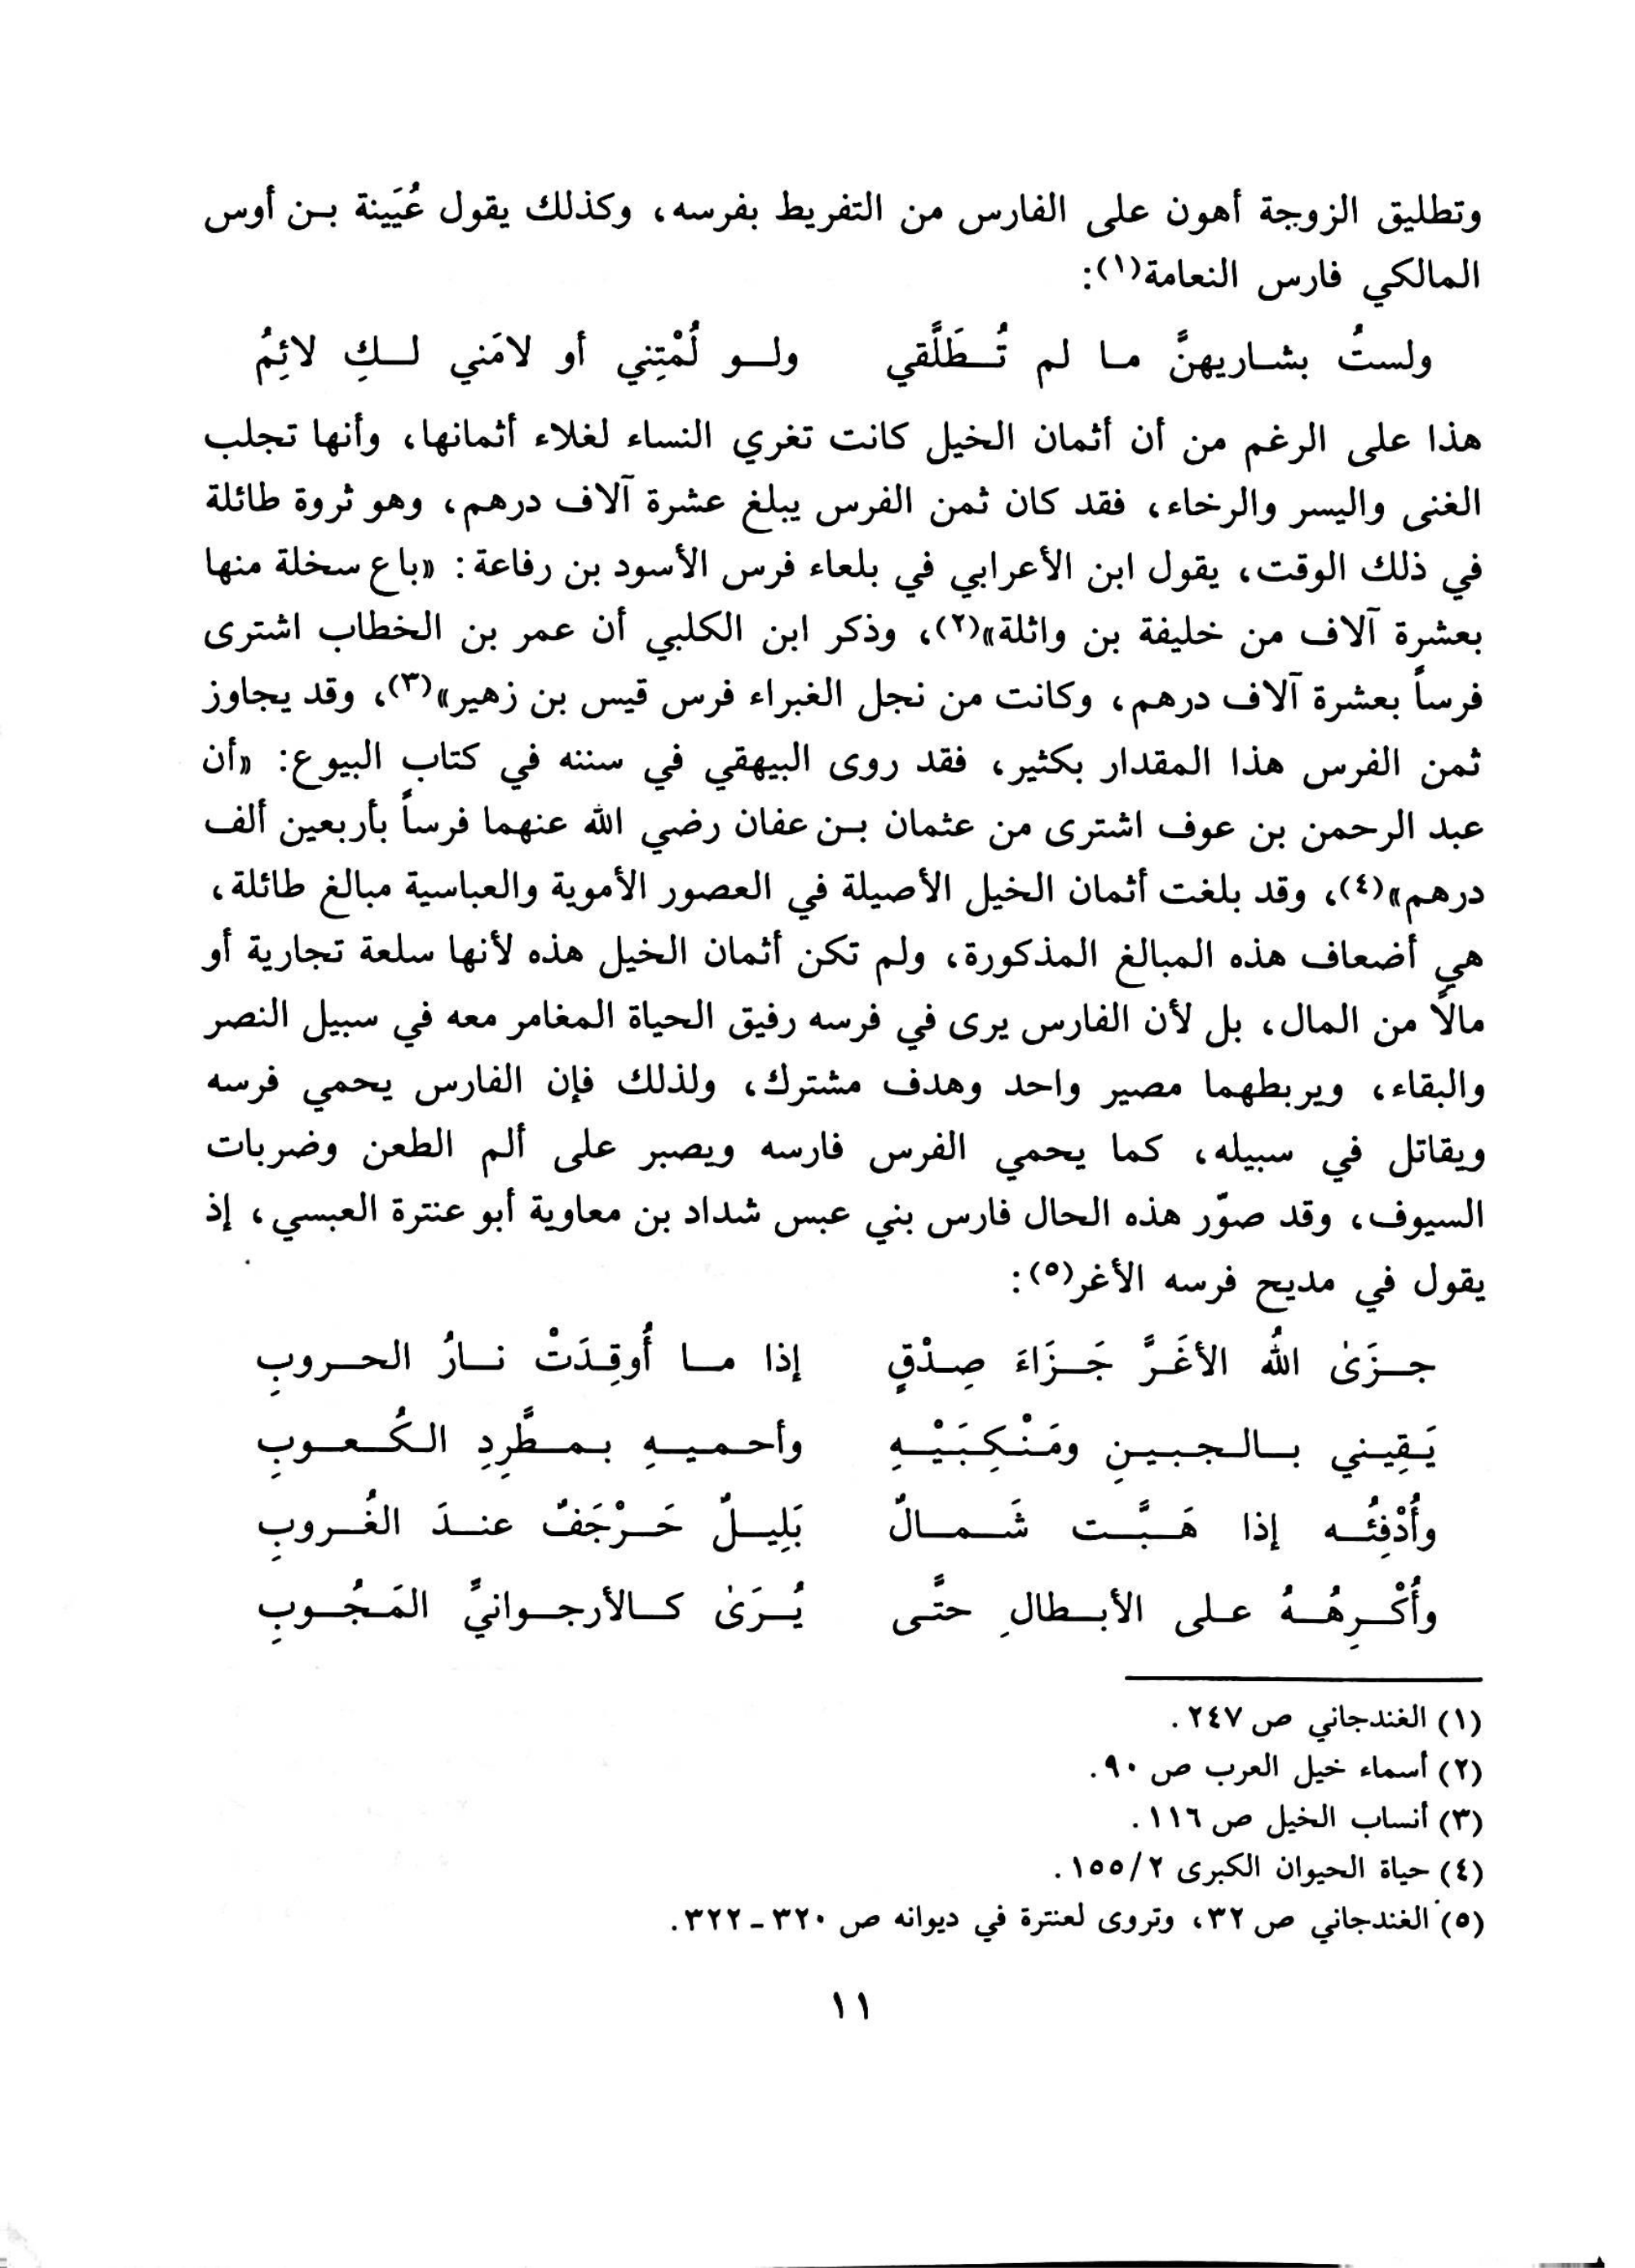 وتطليق الزوجة أهون على الفارس من التفريط بفرسه، وكذلك يقول عُيَينة بن أوس
المالكي فارس النعامة(١):
ولستُ بشاريهنَّ ما لم تُطَلَّقي ولو لُمْتِني أو لامَني لكِ لائِمُ
هذا على الرغم من أن أثمان الخيل كانت تغري النساء لغلاء أثمانها، وأنها تجلب
الغنى واليسر والرخاء، فقد كان ثمن الفرس يبلغ عشرة آلاف درهم، وهو ثروة طائلة
في ذلك الوقت، يقول ابن الأعرابي في بلعاء فرس الأسود بن رفاعة: «باع سخلة منها
بعشرة آلاف من خليفة بن واثلة»(٢)، وذكر ابن الكلبي أن عمر بن الخطاب اشترى
فرساً بعشرة آلاف درهم، وكانت من نجل الغبراء فرس قيس بن زهير»(٣)، وقد يجاوز
ثمن الفرس هذا المقدار بكثير، فقد روى البيهقي في سننه في كتاب البيوع: «أن
عبد الرحمن بن عوف اشترى من عثمان بن عفان رضي الله عنهما فرساً بأربعين ألف
درهم»(٤)، وقد بلغت أثمان الخيل الأصيلة في العصور الأموية والعباسية مبالغ طائلة،
هي أضعاف هذه المبالغ المذكورة، ولم تكن أثمان الخيل هذه لأنها سلعة تجارية أو
مالًا من المال، بل لأن الفارس يرى في فرسه رفيق الحياة المغامر معه في سبيل النصر
والبقاء، ويربطهما مصير واحد وهدف مشترك، ولذلك فإن الفارس يحمي فرسه
ويقاتل في سبيله، كما يحمي الفرس فارسه ويصبر على ألم الطعن وضربات
السيوف، وقد صوّر هذه الحال فارس بني عبس شداد بن معاوية أبو عنترة العبسي، إذ
يقول في مديح فرسه الأغر(٥):
جزَىٰ اللهُ الأغَرَّ جَزَاءَ صِدْقٍ إذا ما أُوقِدَتْ نارُ الحروبِ
يَقِيني بالجبينِ ومَنْكِبَيْهِ وأحميهِ بمطَّرِدِ الكُعوبِ
وأُدْفِئُه إذا هَبَّت شَمالٌ بَلِيلٌ حَرْجَفٌ عندَ الغُروبِ
وأُكْرِهُهُ على الأبطالِ حتَّى يُرَىٰ كالأرجوانيِّ المَجُوبِ
(١) الغندجاني ص ٢٤٧.
(٢) أسماء خيل العرب ص ٩٠.
(٣) أنساب الخيل ص ١١٦.
(٤) حياة الحيوان الكبرى ٢/١٥٥.
(٥) الغندجاني ص ٣٢، وتروى لعنترة في ديوانه ص ٣٢٠ـ٣٢٢.
١١